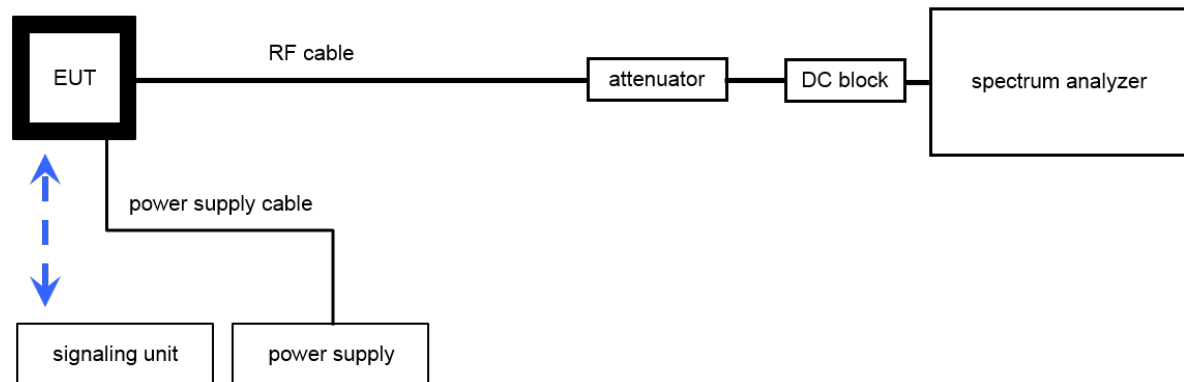 EUT
RF cable
attenuator
DC block
spectrum analyzer
power supply cable
signaling unit
power supply